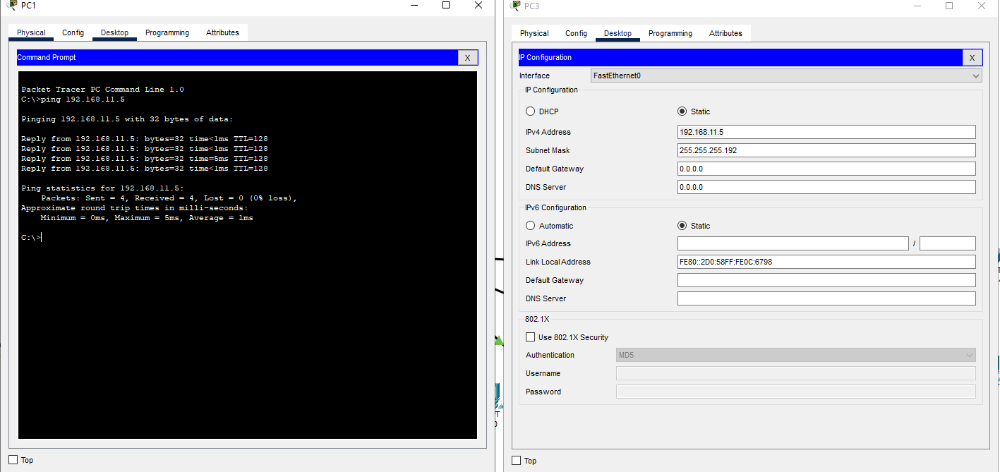 PC1
Physical Config Desktop Programming Attributes
Command Prompt
X
Packet Tracer PC Command Line 1.0
C:\>ping 192.168.11.5
Pinging 192.168.11.5 with 32 bytes of data:
Reply from 192.168.11.5: bytes=32 time<1ms TTL=128
Reply from 192.168.11.5: bytes=32 time<1ms TTL=128
Reply from 192.168.11.5: bytes=32 time=5ms TTL=128
Reply from 192.168.11.5: bytes=32 time<1ms TTL=128
Ping statistics for 192.168.11.5:
Packets: Sent = 4, Received = 4, Lost = 0 (0% loss),
Approximate round trip times in milli-seconds:
Minimum = 0ms, Maximum = 5ms, Average = 1ms
C:\>
Top
PC3
Physical Config Desktop Programming Attributes
IP Configuration
X
Interface FastEthernet0
IP Configuration
DHCP Static
IPv4 Address 192.168.11.5
Subnet Mask 255.255.255.192
Default Gateway 0.0.0.0
DNS Server 0.0.0.0
IPv6 Configuration
Automatic Static
IPv6 Address /
Link Local Address FE80::2D0:58FF:FE0C:6798
Default Gateway
DNS Server
802.1X
Use 802.1X Security
Authentication MD5
Username
Password
Top